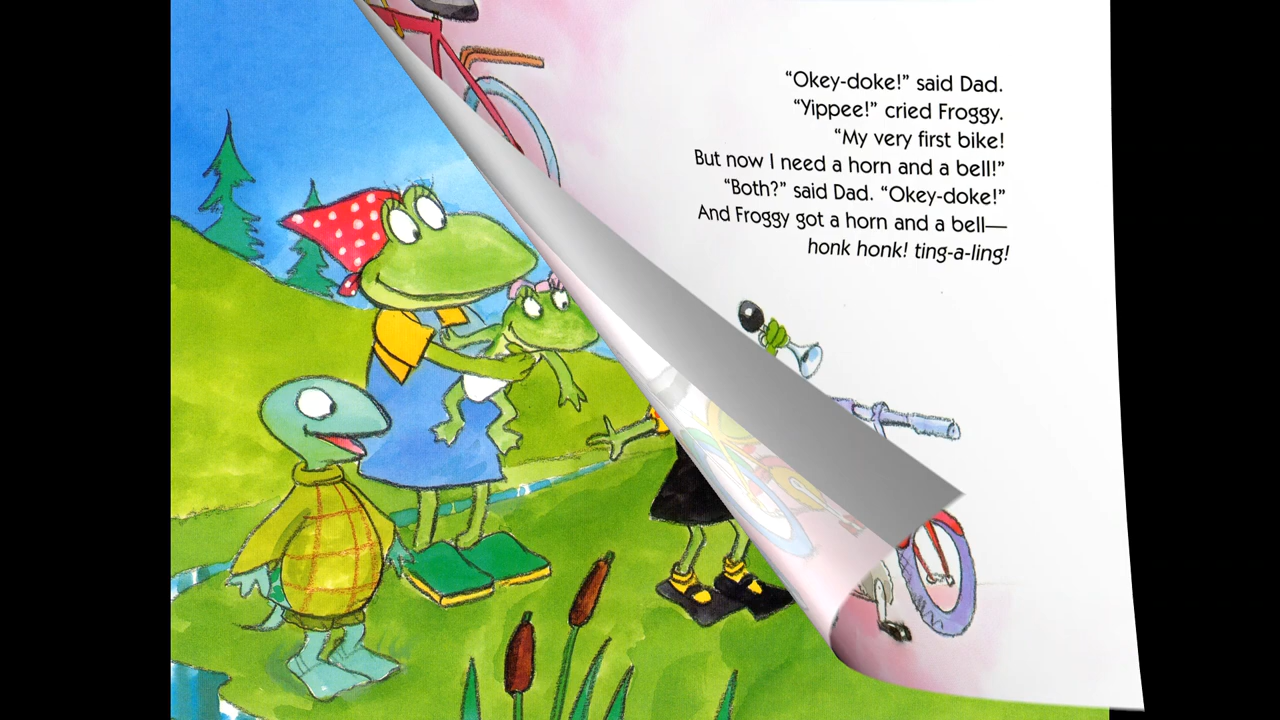 “Okey-doke!” said Dad.
“Yippee!” cried Froggy.
“My very first bike!
But now I need a horn and a bell!”
“Both?” said Dad. “Okey-doke!”
And Froggy got a horn and a bell—
honk honk! ting-a-ling!